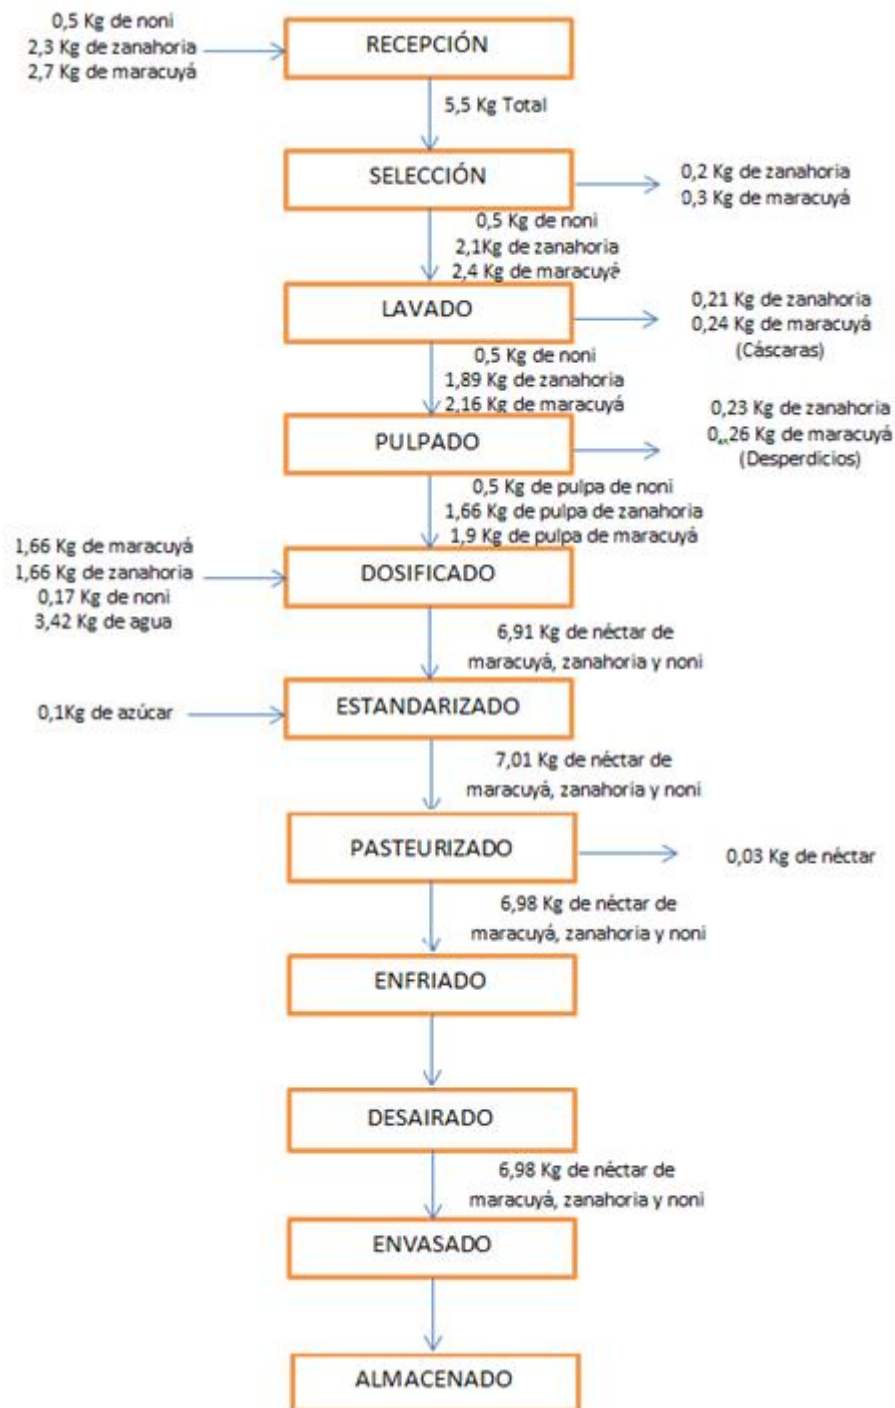 0,5 Kg de noni
2,3 Kg de zanahoria
2,7 Kg de maracuyá
RECEPCIÓN
5,5 Kg Total
SELECCIÓN
0,2 Kg de zanahoria
0,3 Kg de maracuyá
0,5 Kg de noni
2,1Kg de zanahoria
2,4 Kg de maracuyé
LAVADO
0,21 Kg de zanahoria
0,24 Kg de maracuyá
(Cáscaras)
0,5 Kg de noni
1,89 Kg de zanahoria
2,16 Kg de maracuyá
PULPADO
0,23 Kg de zanahoria
0,,26 Kg de maracuyá
(Desperdicios)
0,5 Kg de pulpa de noni
1,66 Kg de pulpa de zanahoria
1,9 Kg de pulpa de maracuyá
1,66 Kg de maracuyá
1,66 Kg de zanahoria
0,17 Kg de noni
3,42 Kg de agua
DOSIFICADO
6,91 Kg de néctar de
maracuyá, zanahoria y noni
0,1Kg de azúcar
ESTANDARIZADO
7,01 Kg de néctar de
maracuyá, zanahoria y noni
PASTEURIZADO
0,03 Kg de néctar
6,98 Kg de néctar de
maracuyá, zanahoria y noni
ENFRIADO
DESAIRADO
6,98 Kg de néctar de
maracuyá, zanahoria y noni
ENVASADO
ALMACENADO